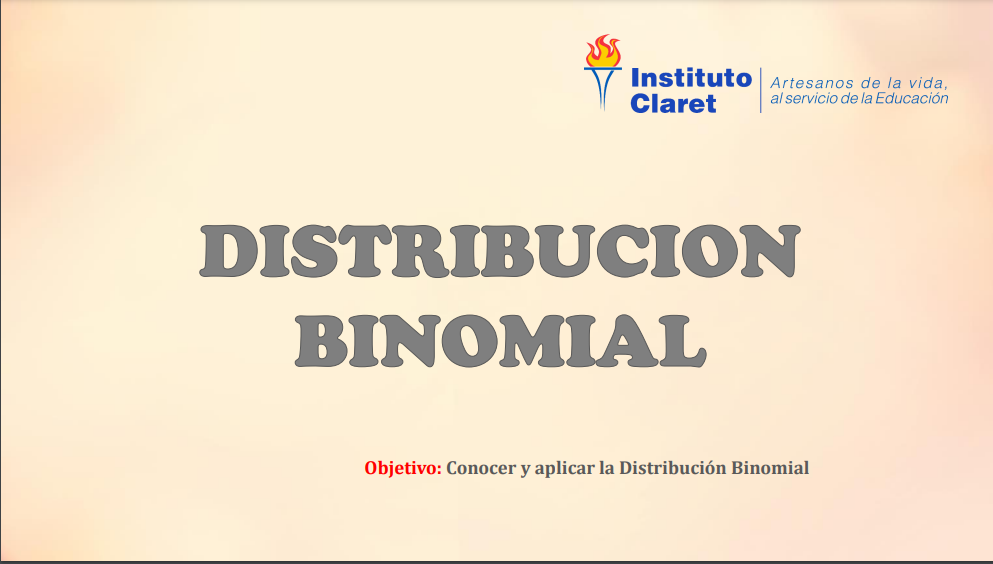 Instituto
Claret
Artesanos de la vida,
al servicio de la Educación
DISTRIBUCION
BINOMIAL
Objetivo: Conocer y aplicar la Distribución Binomial